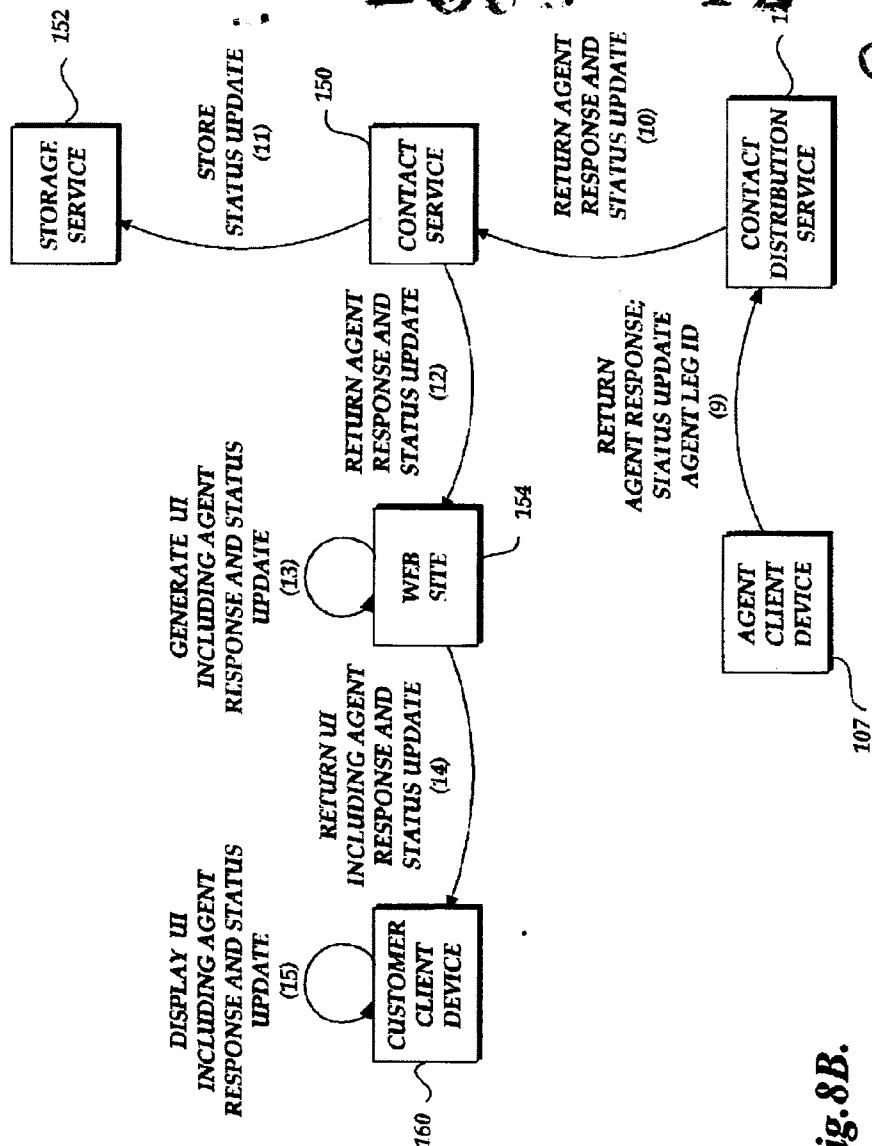 DISPLAY UI
INCLUDING AGENT
RESPONSE AND STATUS
UPDATE
(15)
GENERATE UI
INCLUDING AGENT
RESPONSE AND STATUS
UPDATE
(13)
STORAGE
SERVICE
152
STORE
STATUS UPDATE
(11)
150
CUSTOMER
CLIENT
DEVICE
160
RETURN UI
INCLUDING AGENT
RESPONSE AND
STATUS UPDATE
(14)
WEB
SITE
154
RETURN AGENT
RESPONSE AND
STATUS UPDATE
(12)
CONTACT
SERVICE
RETURN AGENT
RESPONSE AND
STATUS UPDATE
(10)
AGENT
CLIENT
DEVICE
107
RETURN
AGENT RESPONSE;
STATUS UPDATE
AGENT LEG ID
(9)
CONTACT
DISTRIBUTION
SERVICE
ig.8B.